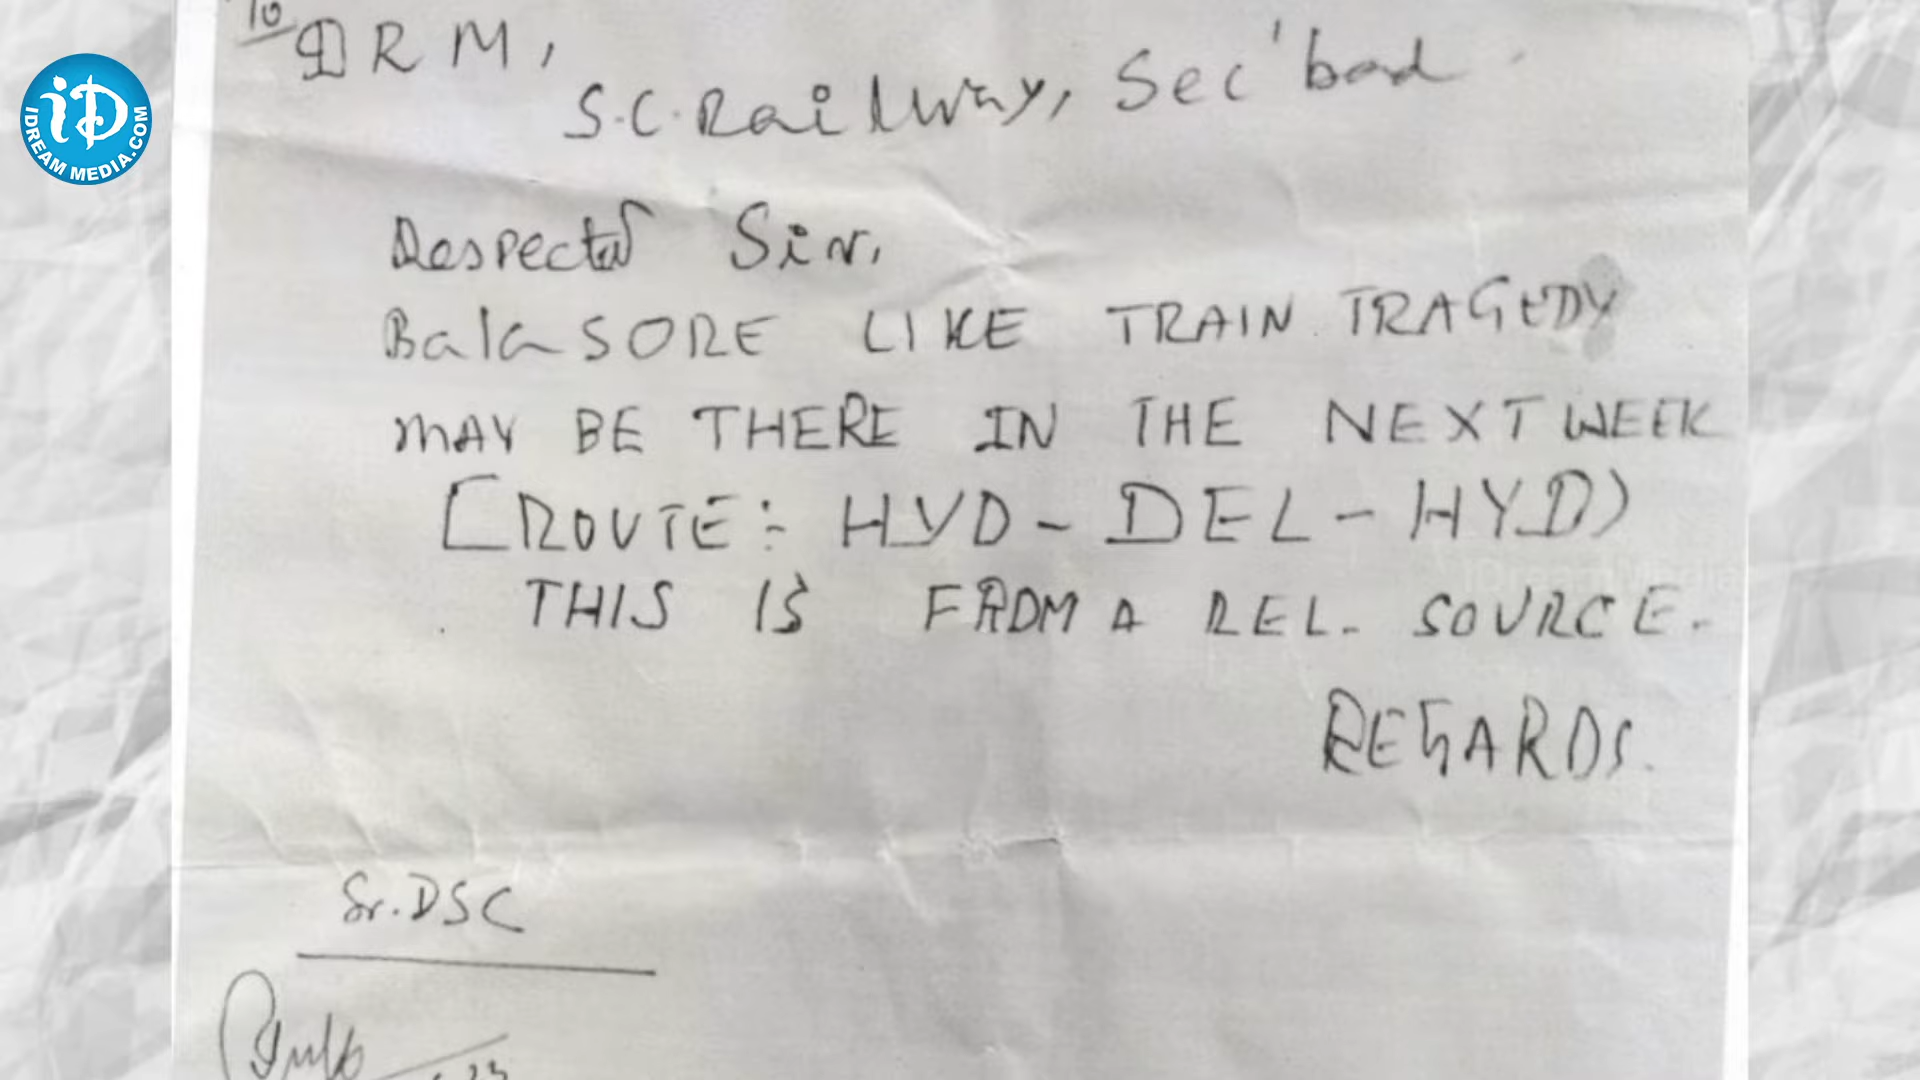 To
DRM,
S.C. Railway, Sec'bad
iD
IDREAM MEDIA.COM
Respected Sir,
BalaSORE LIKE TRAIN TRAGEDY
MAY BE THERE IN THE NEXT WEEK
[ROUTE:- HYD - DEL - HYD)
THIS IS FROM A REL. SOURCE.
REGARDS.
Sr. DSC